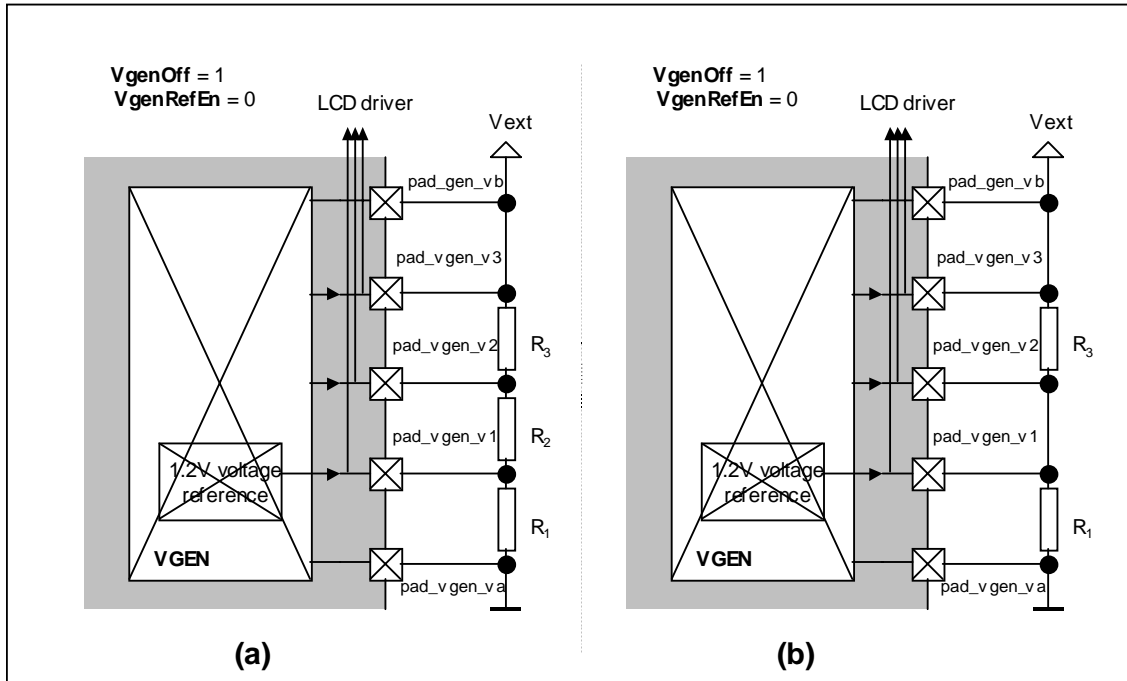 VgenOff = 1
VgenRefEn = 0
LCD driver
Vext
pad_gen_vb
pad_vgen_v3
pad_vgen_v2
R3
pad_vgen_v1
R2
1.2V voltage
reference
R1
VGEN
pad_vgen_va
(a)
VgenOff = 1
VgenRefEn = 0
LCD driver
Vext
pad_gen_vb
pad_vgen_v3
pad_vgen_v2
R3
pad_vgen_v1
1.2V voltage
reference
R1
VGEN
pad_vgen_va
(b)